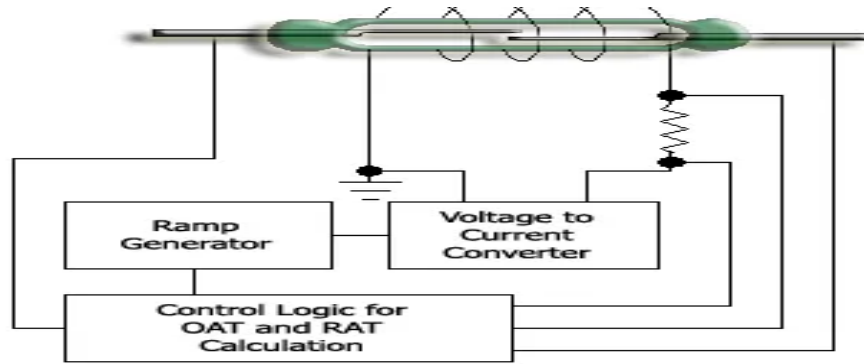 Ramp
Generator
Voltage to
Current
Converter
Control Logic for
OAT and RAT
Calculation